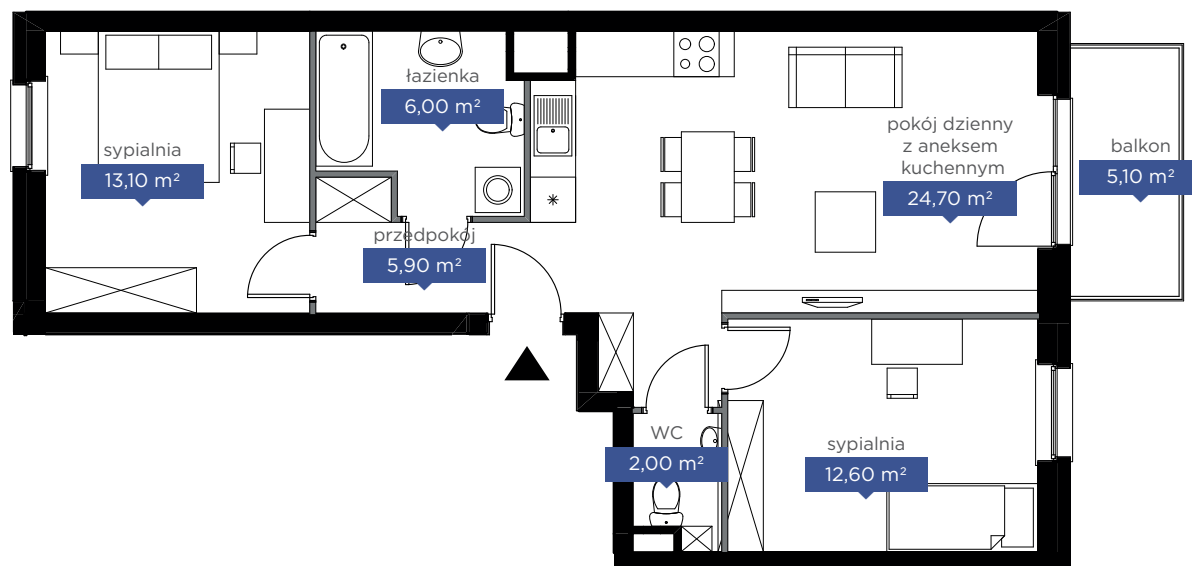 sypialnia
13,10 m²
łazienka
6,00 m²
przedpokój
5,90 m²
pokój dzienny
z aneksem
kuchennym
24,70 m²
balkon
5,10 m²
WC
2,00 m²
sypialnia
12,60 m²